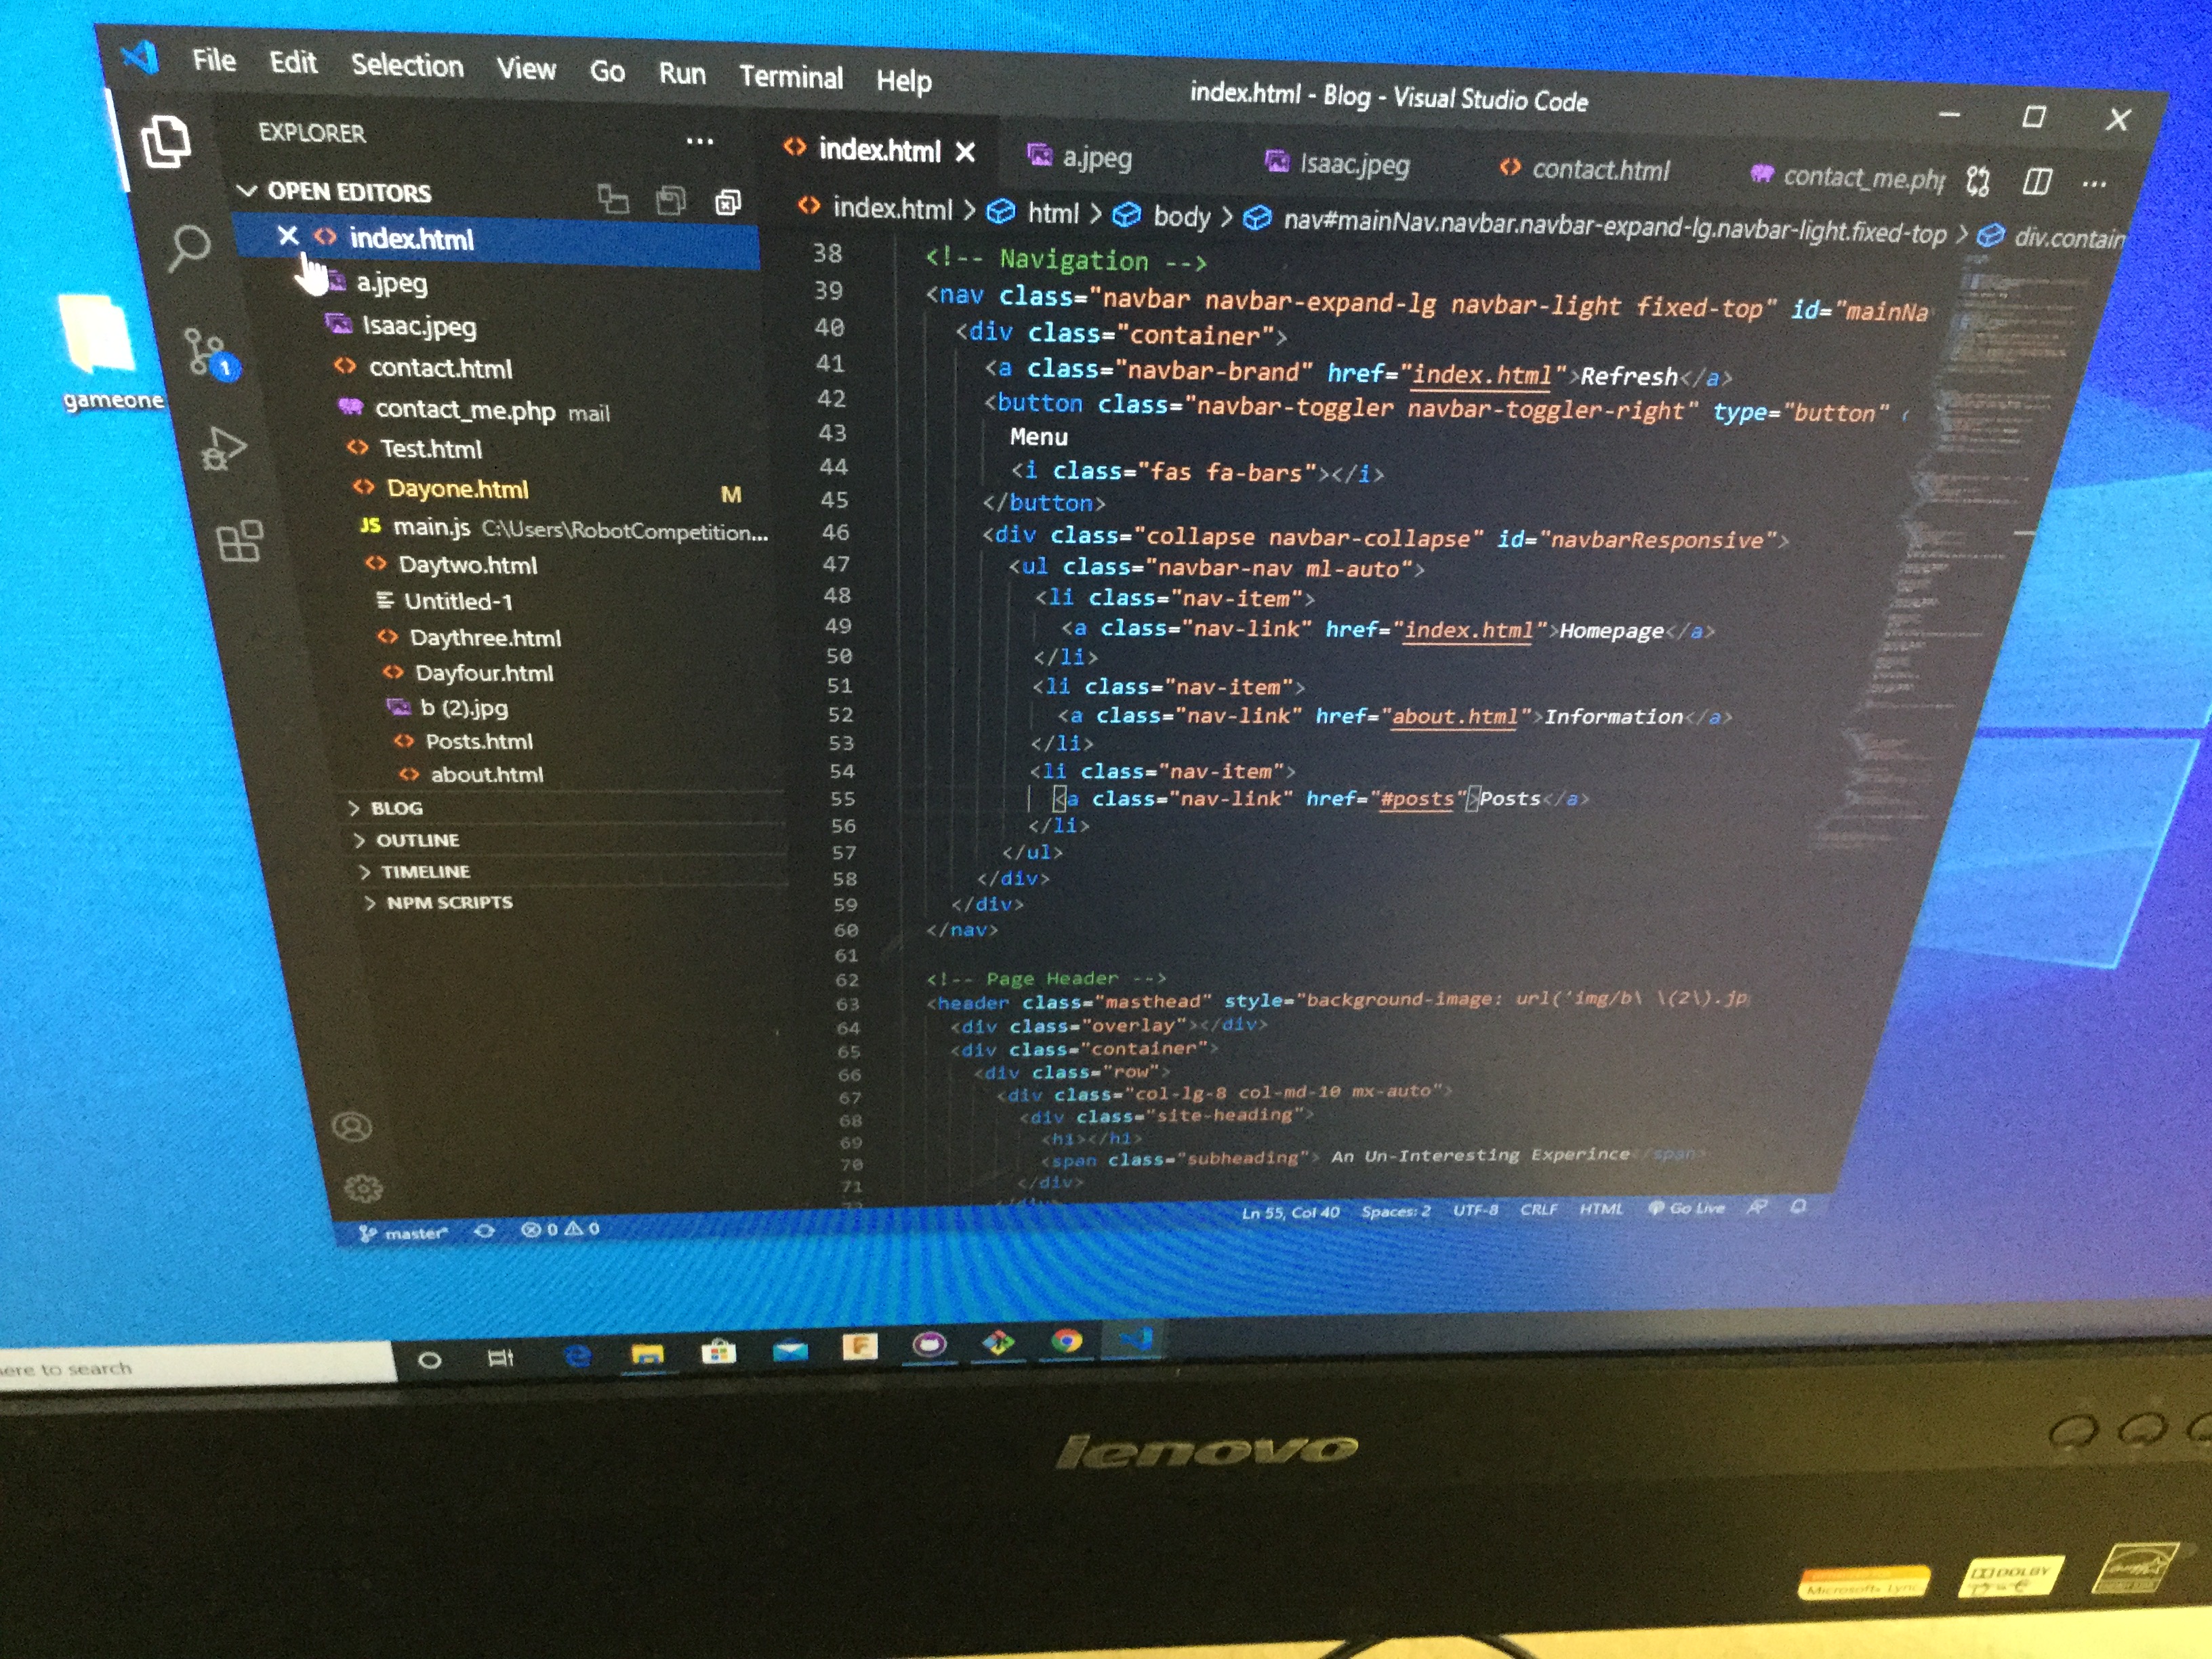 File Edit Selection View Go Run Terminal Help
index.html - Blog - Visual Studio Code
EXPLORER
OPEN EDITORS
index.html
a.jpeg
Isaac.jpeg
contact.html
contact_me.php mail
Test.html
Dayone.html M
JS main.js C:\Users\RobotCompetition...
Daytwo.html
Untitled-1
Daythree.html
Dayfour.html
b (2).jpg
Posts.html
about.html
BLOG
OUTLINE
TIMELINE
NPM SCRIPTS
1
gameone
index.html a.jpeg Isaac.jpeg contact.html contact_me.php
index.html > html > body > nav#mainNav.navbar.navbar-expand-lg.navbar-light.fixed-top > div.contain
38 <!-- Navigation -->
39 <nav class="navbar navbar-expand-lg navbar-light fixed-top" id="mainNa
40 <div class="container">
41 <a class="navbar-brand" href="index.html">Refresh</a>
42 <button class="navbar-toggler navbar-toggler-right" type="button"
43 Menu
44 <i class="fas fa-bars"></i>
45 </button>
46 <div class="collapse navbar-collapse" id="navbarResponsive">
47 <ul class="navbar-nav ml-auto">
48 <li class="nav-item">
49 <a class="nav-link" href="index.html">Homepage</a>
50 </li>
51 <li class="nav-item">
52 <a class="nav-link" href="about.html">Information</a>
53 </li>
54 <li class="nav-item">
55 <a class="nav-link" href="#posts">Posts</a>
56 </li>
57 </ul>
58 </div>
59 </div>
60 </nav>
61
62 <!-- Page Header -->
63 <header class="masthead" style="background-image: url('img/b\ \(2\).jp
64 <div class="overlay"></div>
65 <div class="container">
66 <div class="row">
67 <div class="col-lg-8 col-md-10 mx-auto">
68 <div class="site-heading">
69 <h1></h1>
70 <span class="subheading"> An Un-Interesting Experince</span>
71 </div>
72 </div>
master* 0 0 Ln 55, Col 40 Spaces: 2 UTF-8 CRLF HTML Go Live
ere to search
lenovo
Microsoft Lync
DOLBY